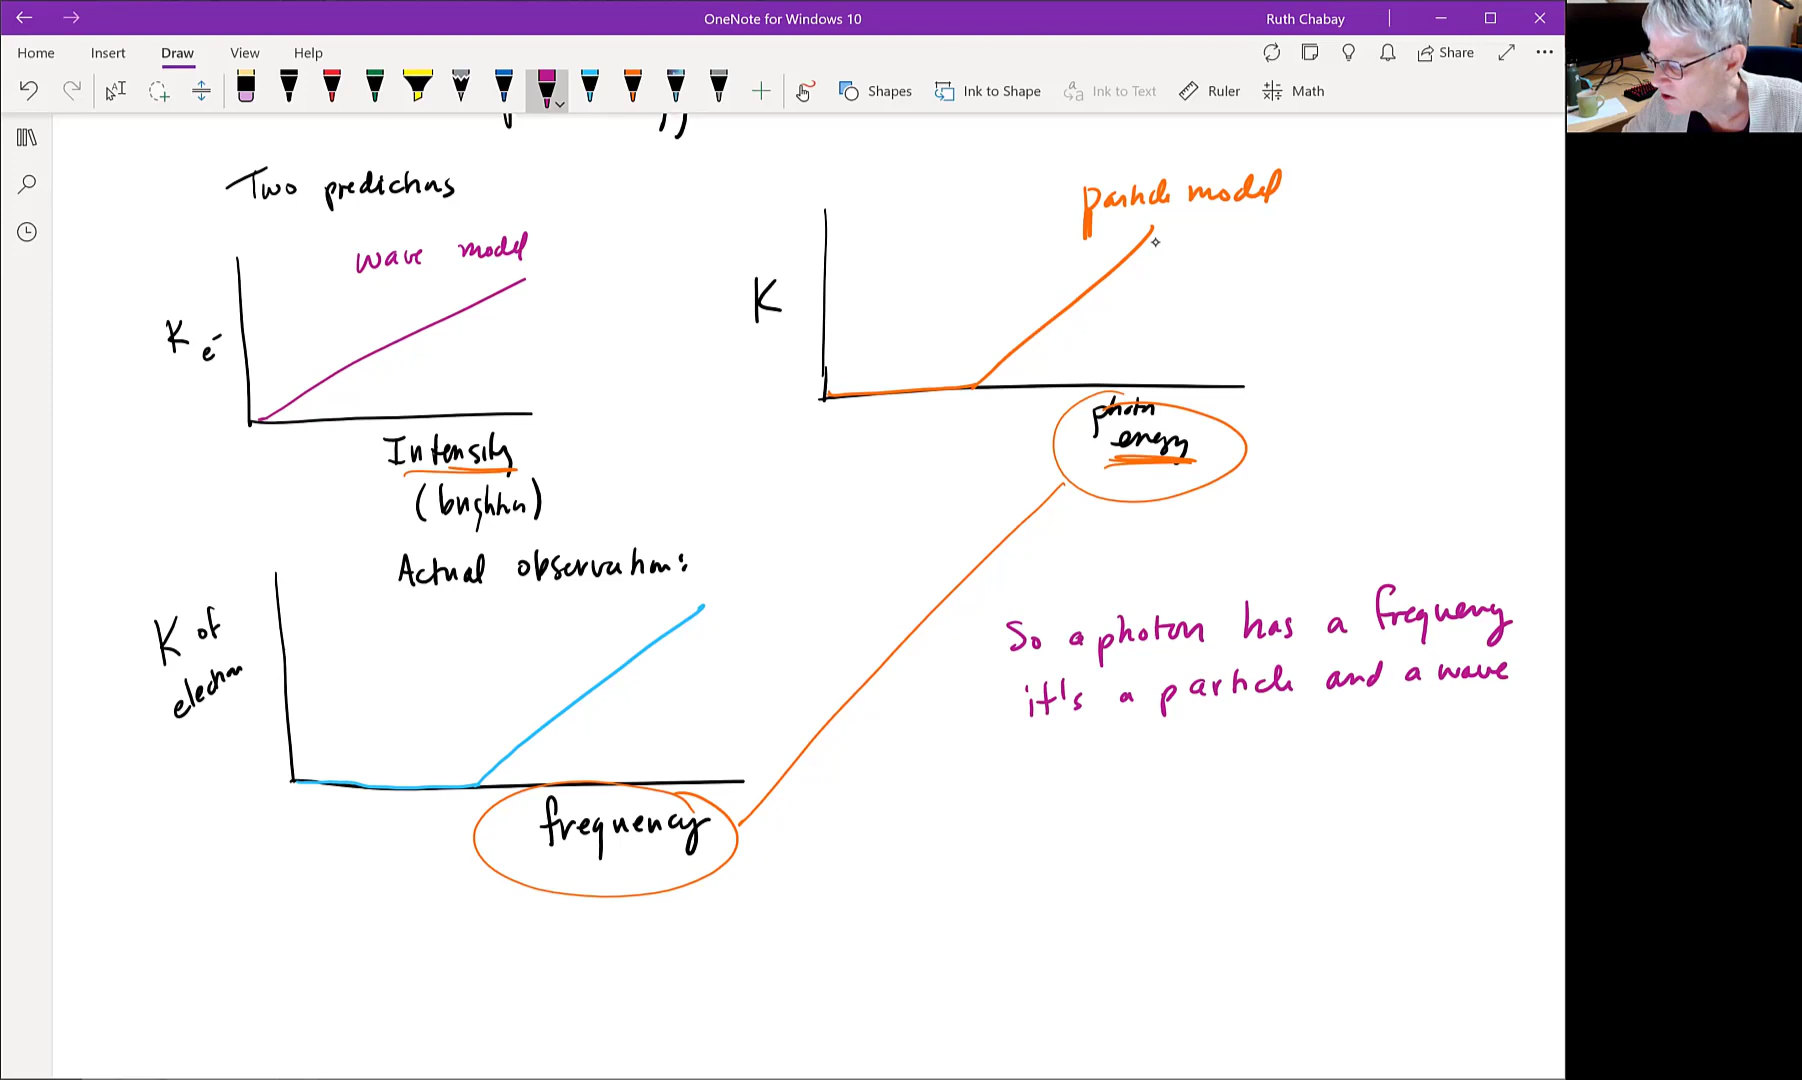 OneNote for Windows 10
Ruth Chabay
Home Insert Draw View Help
Share
Shapes
Ink to Shape
Ink to Text
Ruler
Math
Two predictions
wave model
K e-
Intensity
(brighter)
particle model
K
photon
energy
Actual observation:
K of
electron
frequency
So a photon has a frequency
it's a particle and a wave